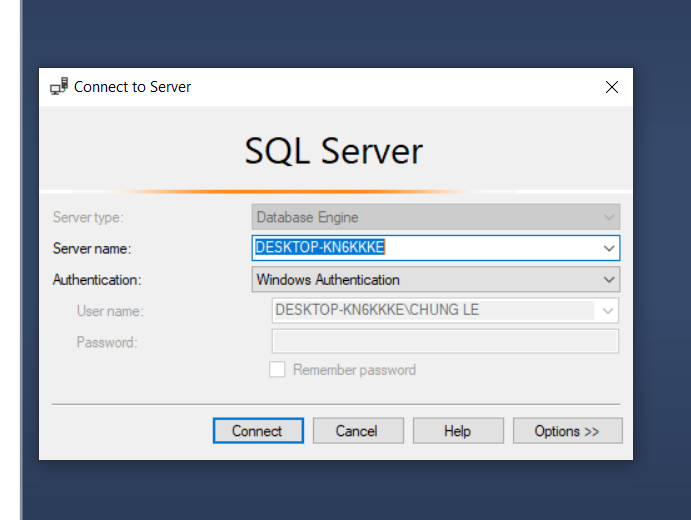 Connect to Server
SQL Server
Server type: Database Engine
Server name: DESKTOP-KN6KKKE
Authentication: Windows Authentication
User name: DESKTOP-KN6KKKE\CHUNG LE
Password:
Remember password
Connect Cancel Help Options >>